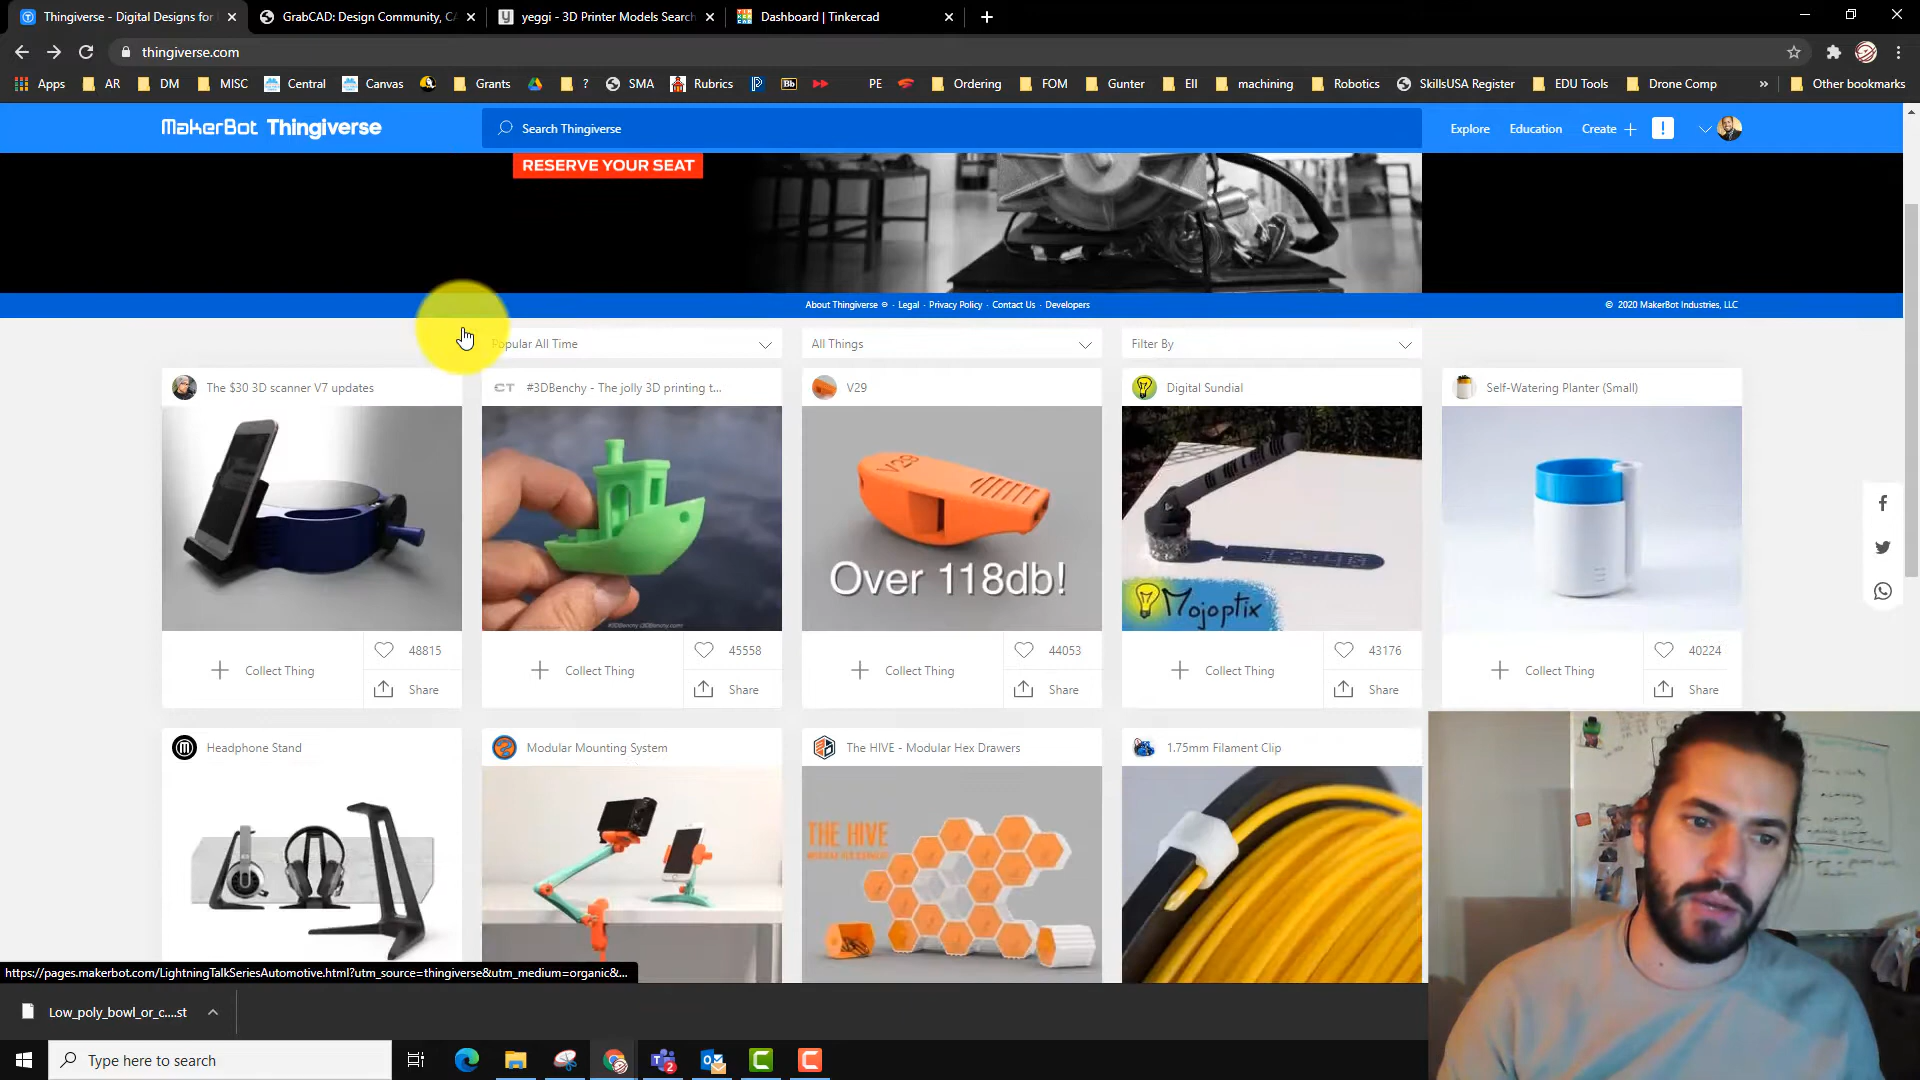 Thingiverse - Digital Designs for
GrabCAD: Design Community, CA
yeggi - 3D Printer Models Search
Dashboard | Tinkercad
thingiverse.com
Apps
AR
DM
MISC
Central
Canvas
Grants
?
SMA
Rubrics
Bb
PE
Ordering
FOM
Gunter
EII
machining
Robotics
SkillsUSA Register
EDU Tools
Drone Comp
»
Other bookmarks
MakerBot Thingiverse
Search Thingiverse
Explore
Education
Create +
!
RESERVE YOUR SEAT
About Thingiverse ® - Legal - Privacy Policy - Contact Us - Developers
© 2020 MakerBot Industries, LLC
Popular All Time
All Things
Filter By
The $30 3D scanner V7 updates
CT #3DBenchy - The jolly 3D printing t...
V29
Digital Sundial
Self-Watering Planter (Small)
V29
Over 118db!
Mojoptix
Collect Thing
48815
Share
Collect Thing
45558
Share
Collect Thing
44053
Share
Collect Thing
43176
Share
Collect Thing
40224
Share
Headphone Stand
Modular Mounting System
The HIVE - Modular Hex Drawers
1.75mm Filament Clip
THE HIVE
https://pages.makerbot.com/LightningTalkSeriesAutomotive.html?utm_source=thingiverse&utm_medium=organic&...
Low_poly_bowl_or_c....st
Type here to search
2